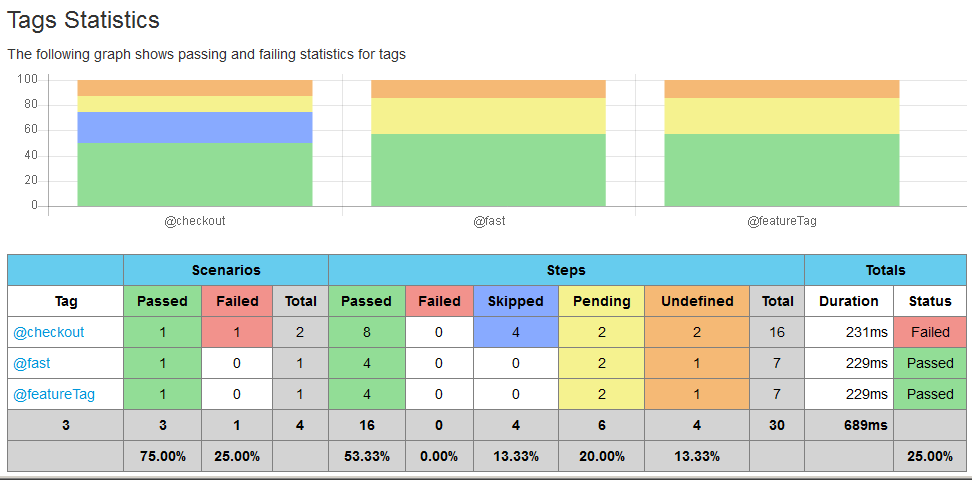 Tags Statistics
The following graph shows passing and failing statistics for tags
100
80
60
40
20
0
@checkout @fast @featureTag
Scenarios Steps Totals
Tag Passed Failed Total Passed Failed Skipped Pending Undefined Total Duration Status
@checkout 1 1 2 8 0 4 2 2 16 231ms Failed
@fast 1 0 1 4 0 0 2 1 7 229ms Passed
@featureTag 1 0 1 4 0 0 2 1 7 229ms Passed
3 3 1 4 16 0 4 6 4 30 689ms
75.00% 25.00% 53.33% 0.00% 13.33% 20.00% 13.33% 25.00%